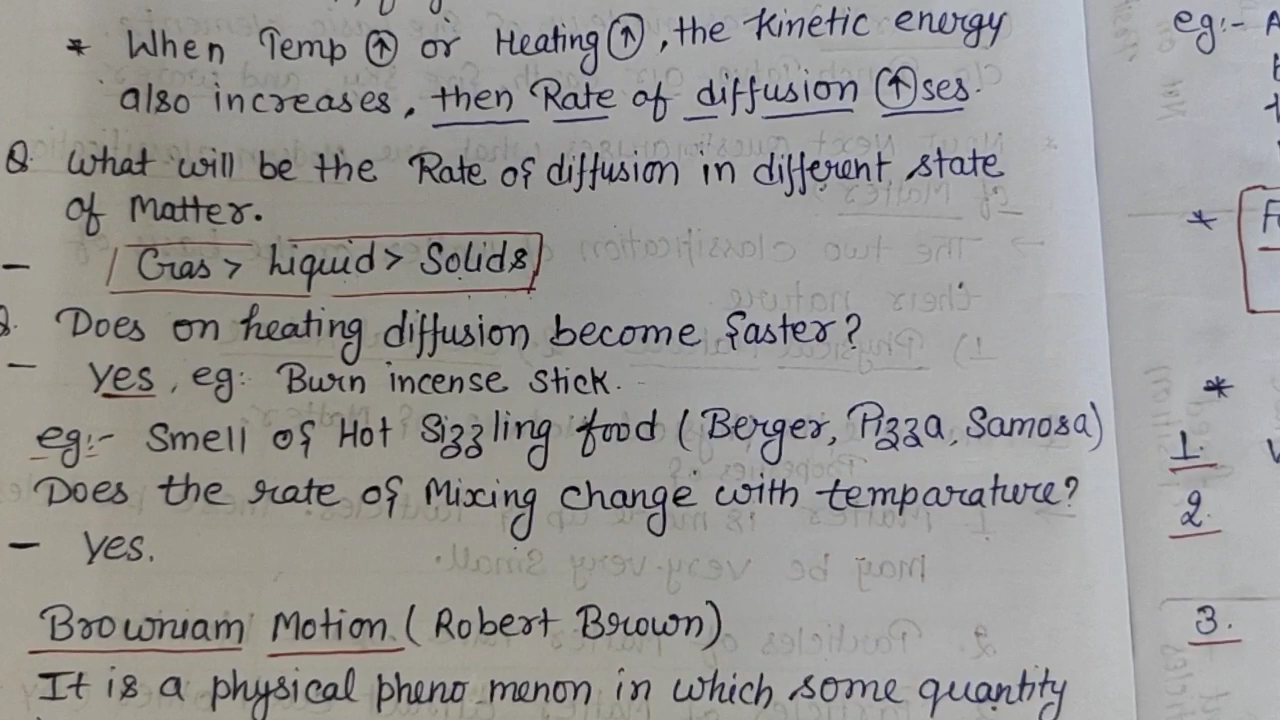 * When Temp ↑ or Heating ↑, the kinetic energy
also increases, then Rate of diffusion ↑ses.
Q. What will be the Rate of diffusion in different state
of Matter.
- Gas > Liquid > Solids
Q. Does on heating diffusion become faster?
- Yes, eg: Burn incense stick.
eg:- Smell of Hot Sizzling food (Berger, Pizza, Samosa)
Does the rate of Mixing change with temparature?
- Yes.
Browniam Motion (Robert Brown)
It is a physical pheno menon in which some quantity
eg:- A
*
F
*
1.
2.
3.